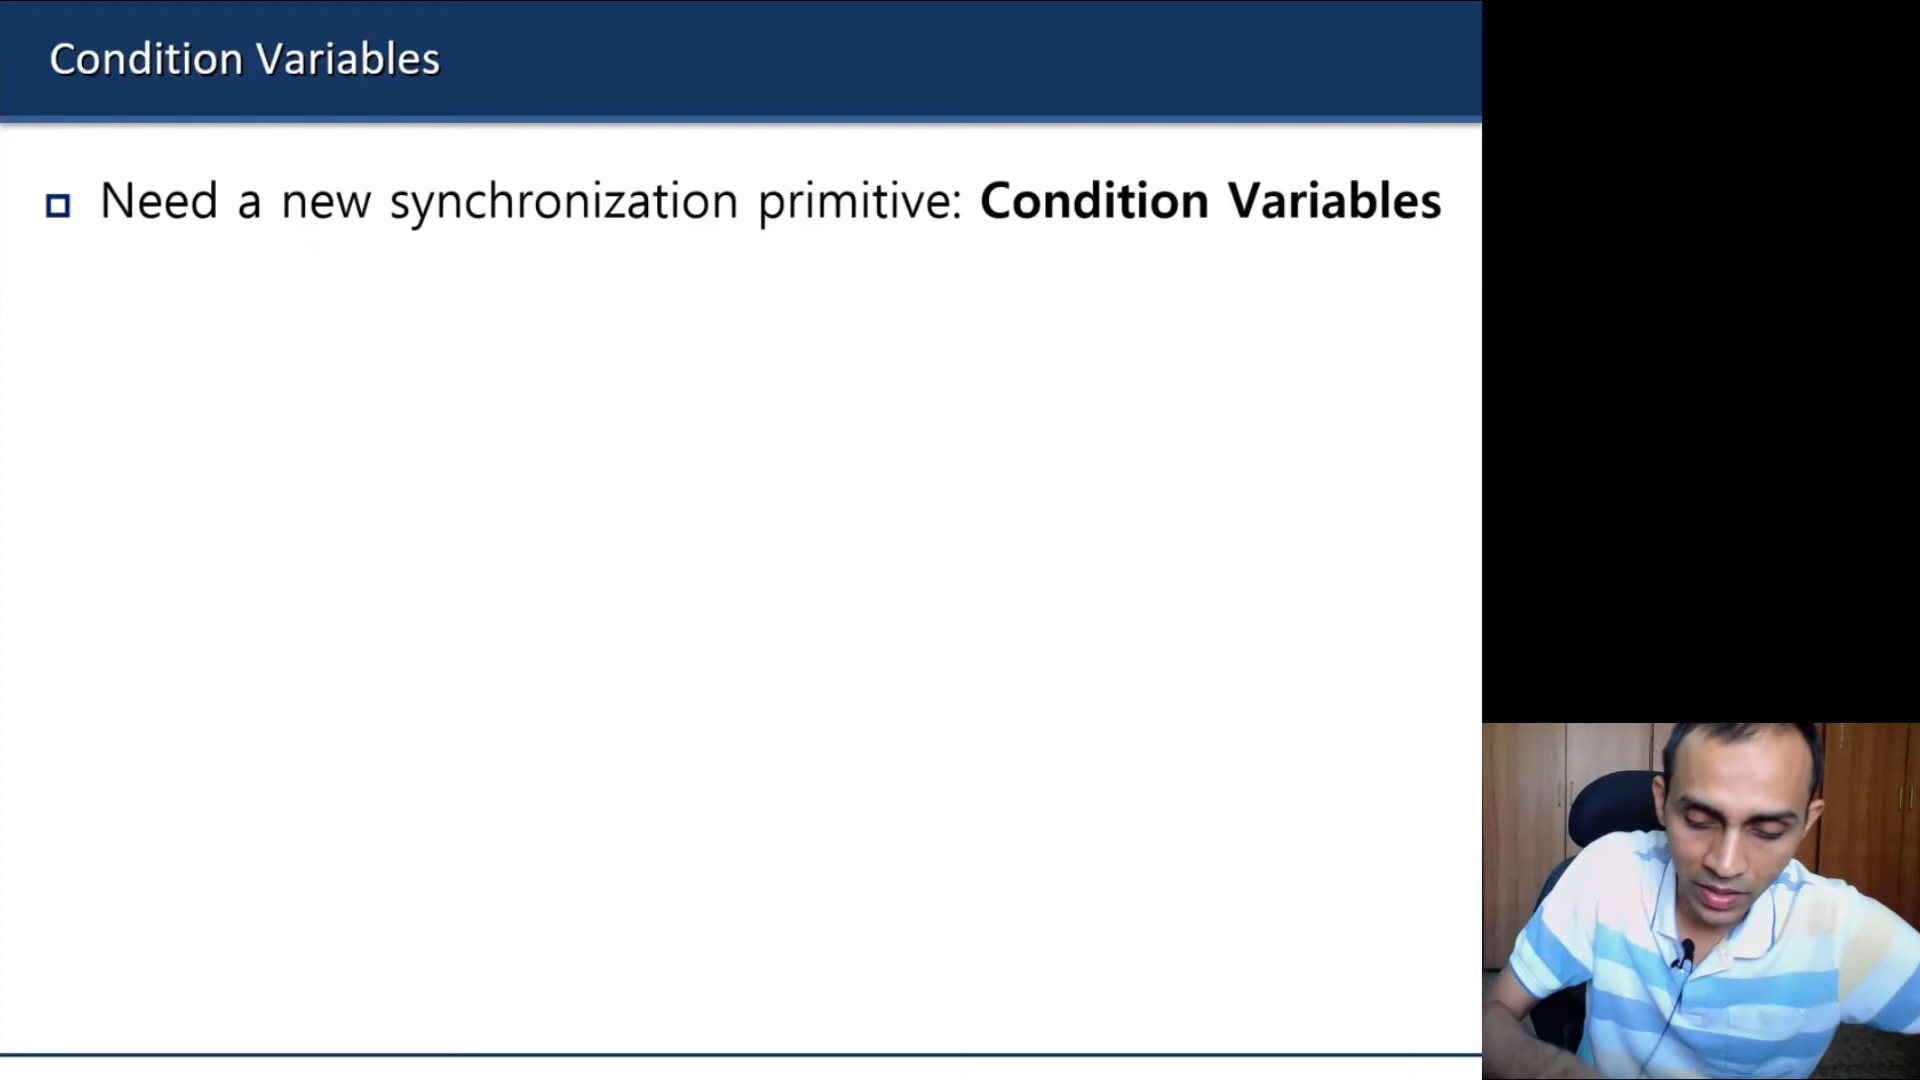 Condition Variables
Need a new synchronization primitive: Condition Variables